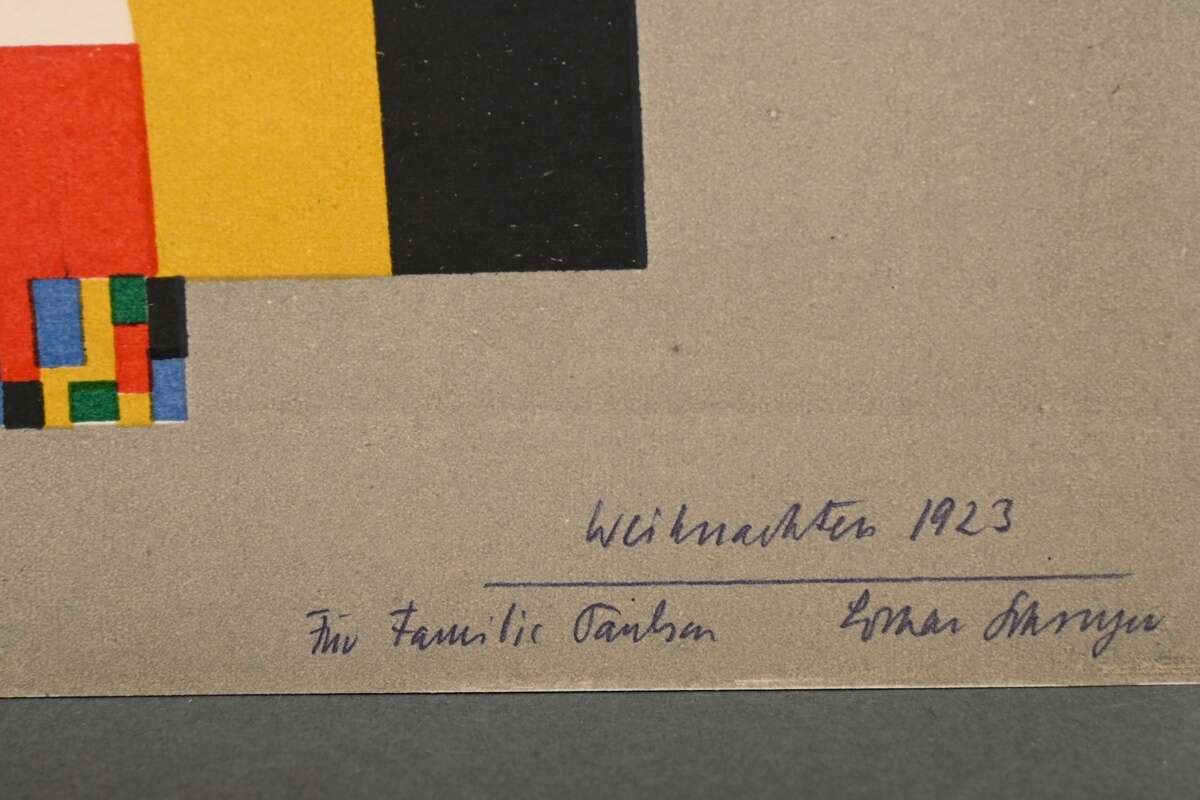 Weihnachten 1923
Für Familie Paulsen Lothar Schreyer